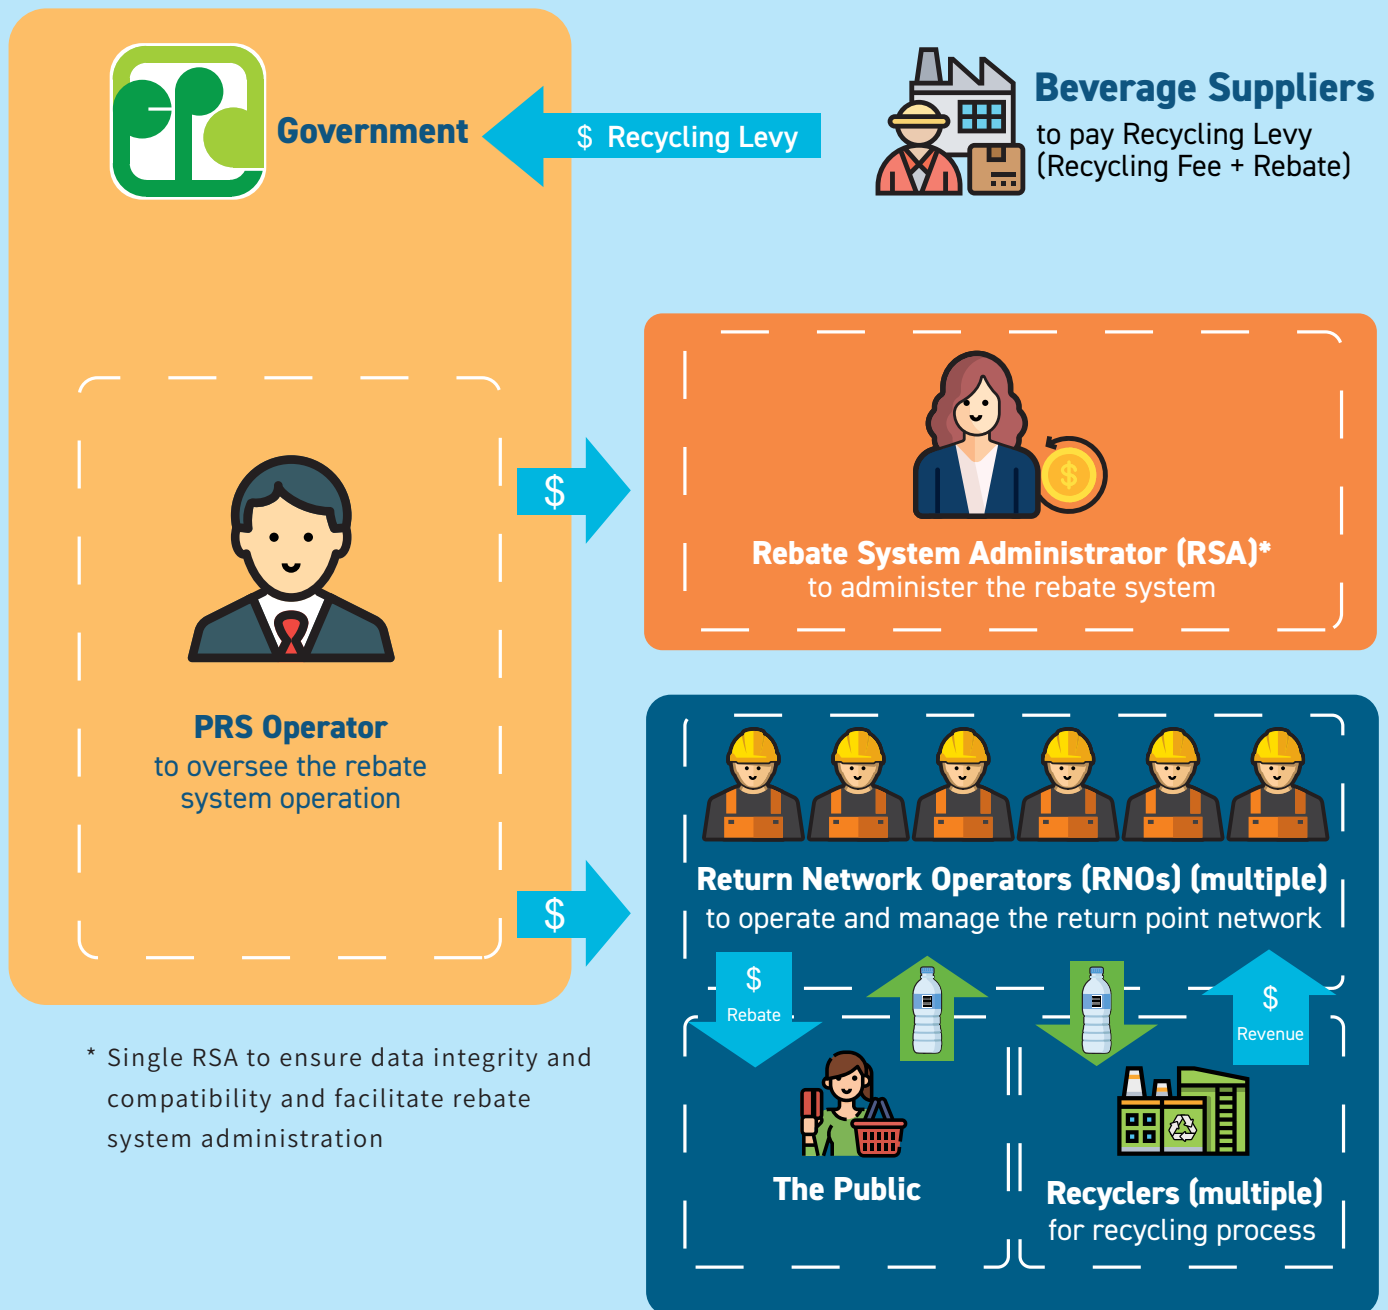 Government
$ Recycling Levy
Beverage Suppliers
to pay Recycling Levy
(Recycling Fee + Rebate)
$
$
Rebate System Administrator (RSA)*
to administer the rebate system
PRS Operator
to oversee the rebate
system operation
$
Return Network Operators (RNOs) (multiple)
to operate and manage the return point network
$
Rebate
$
Revenue
The Public
Recyclers (multiple)
for recycling process
* Single RSA to ensure data integrity and
compatibility and facilitate rebate
system administration